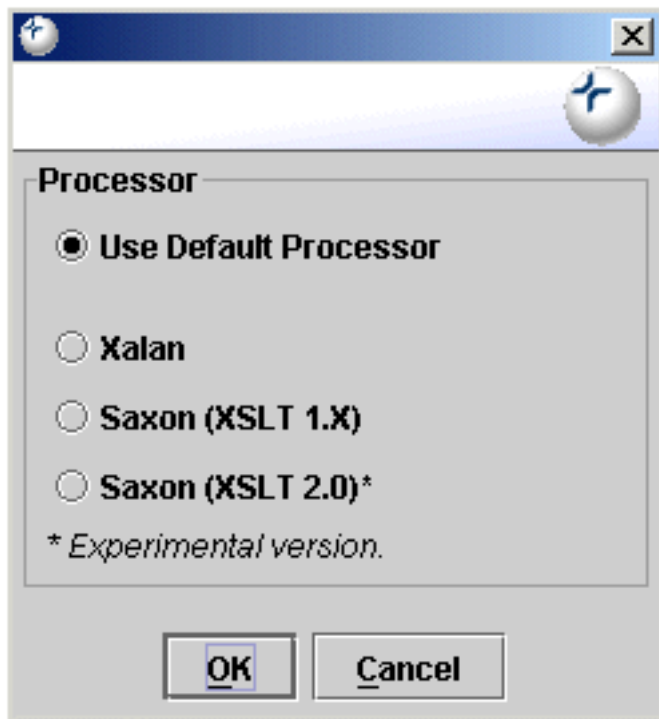 Processor
Use Default Processor
Xalan
Saxon (XSLT 1.X)
Saxon (XSLT 2.0)*
* Experimental version.
OK
Cancel